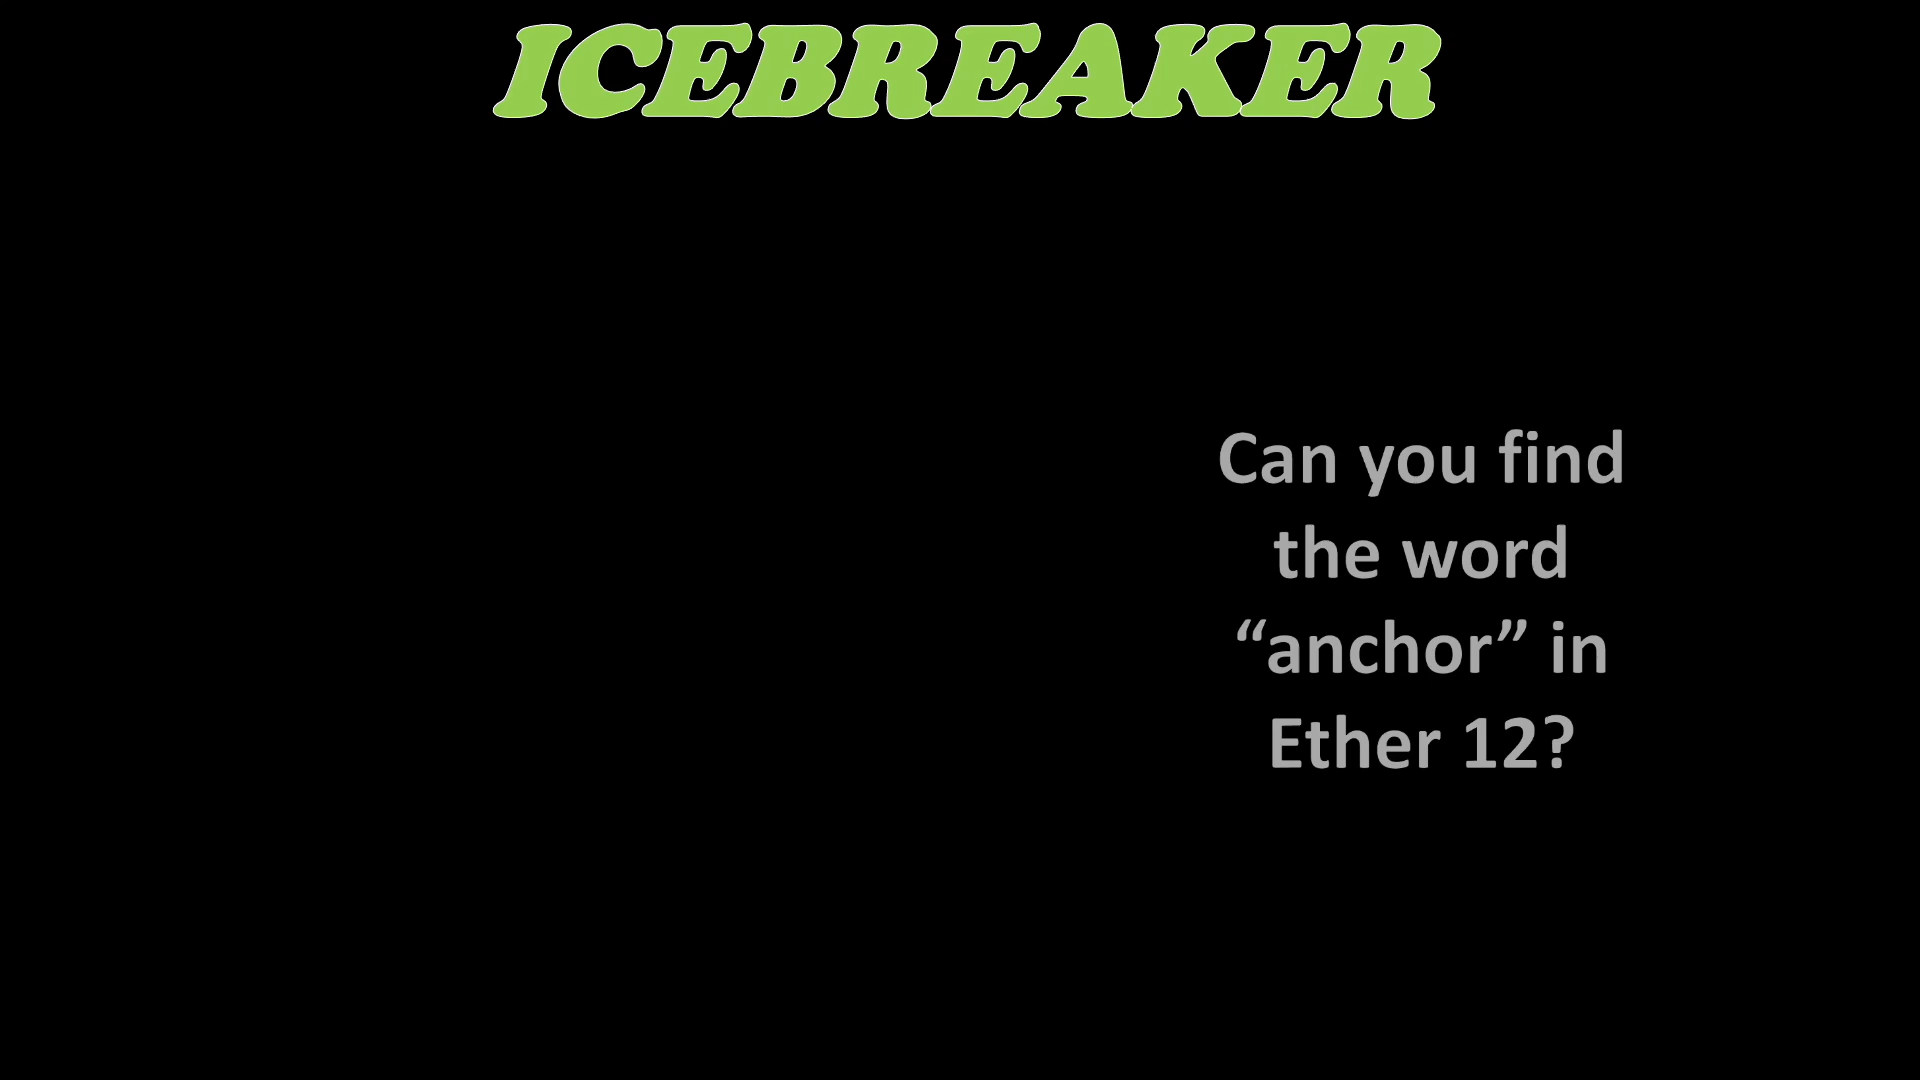 ICEBREAKER
Can you find
the word
“anchor” in
Ether 12?